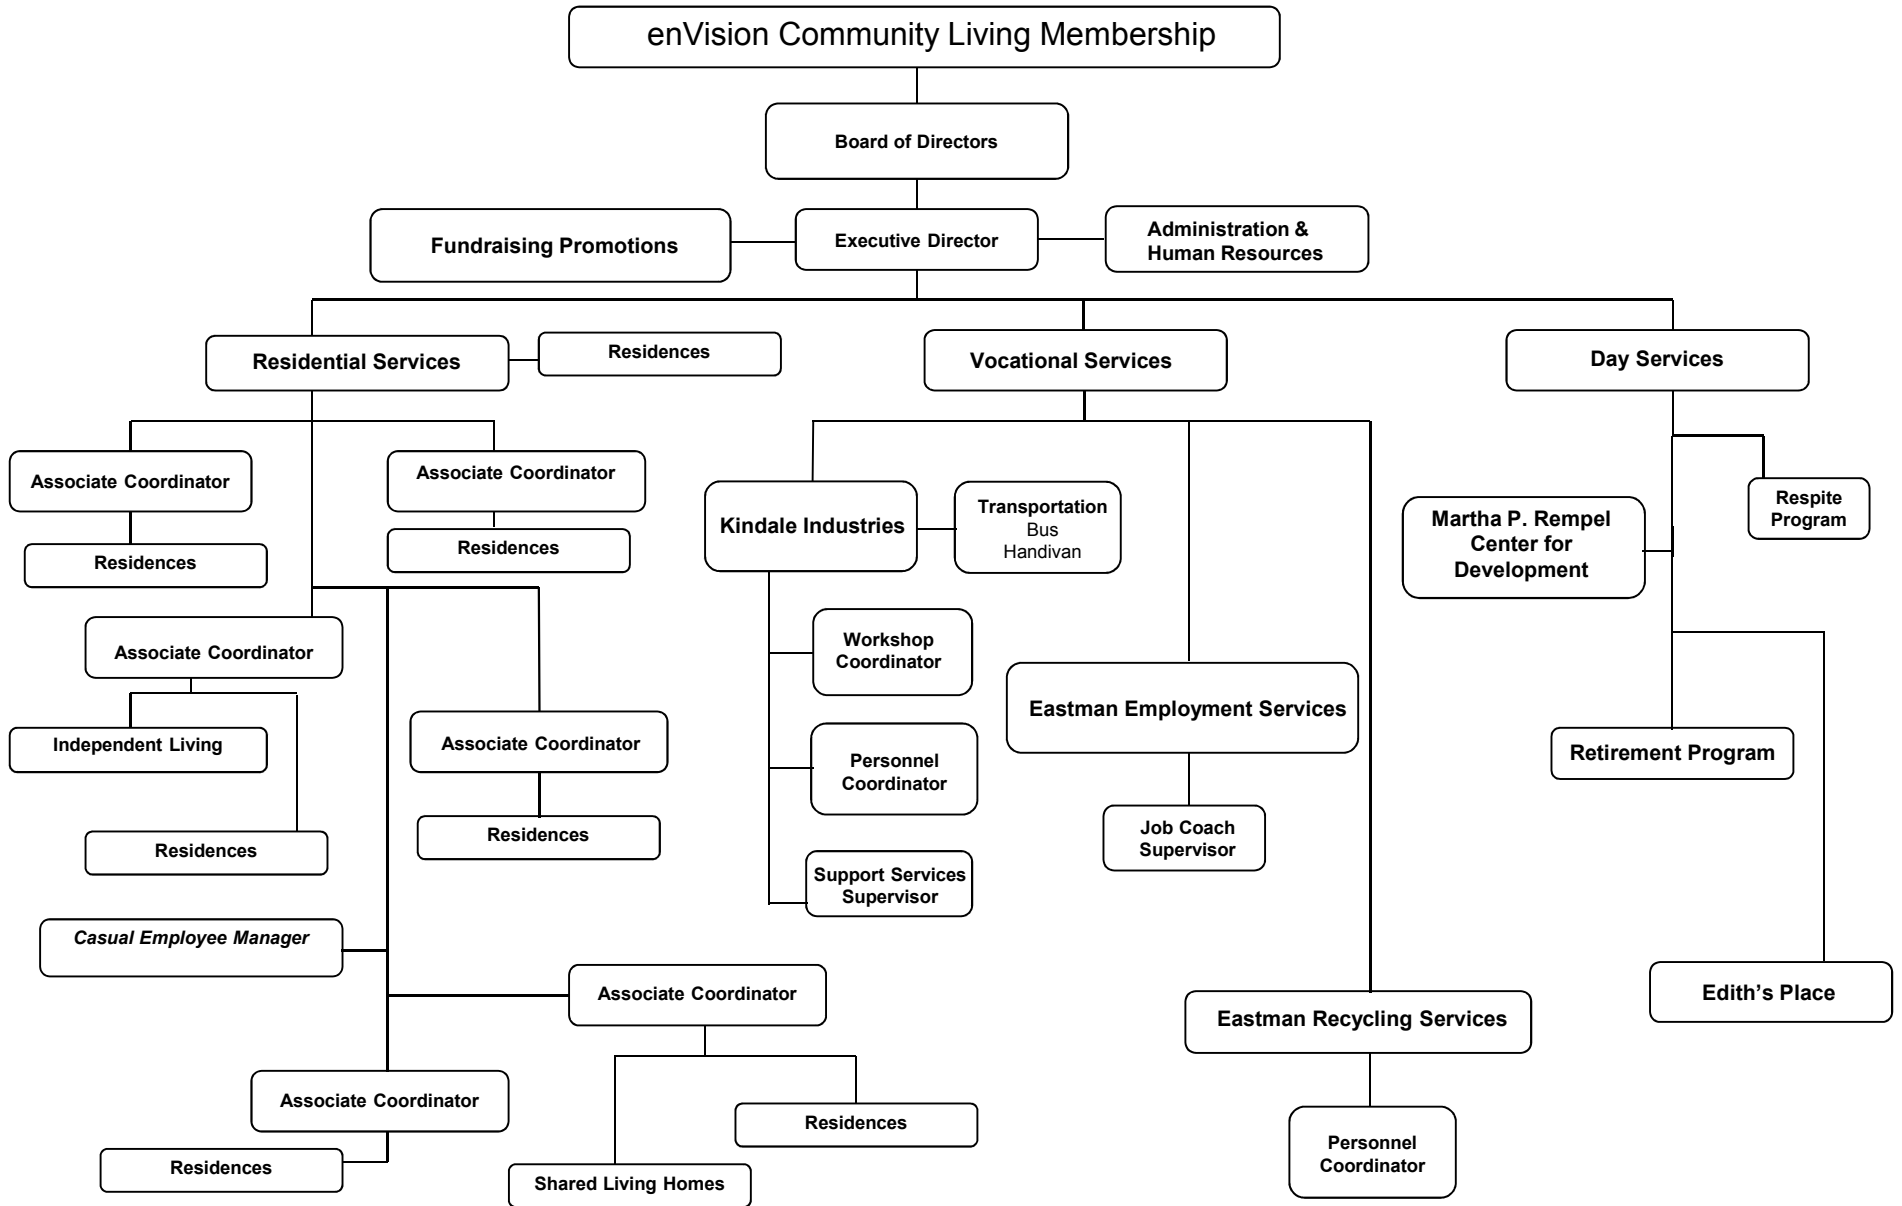 enVision Community Living Membership
Board of Directors
Fundraising Promotions
Executive Director
Administration &
Human Resources
Residential Services
Residences
Vocational Services
Day Services
Associate Coordinator
Residences
Associate Coordinator
Residences
Associate Coordinator
Independent Living
Residences
Associate Coordinator
Residences
Casual Employee Manager
Associate Coordinator
Residences
Shared Living Homes
Associate Coordinator
Residences
Kindale Industries
Transportation
Bus
Handivan
Workshop
Coordinator
Personnel
Coordinator
Support Services
Supervisor
Eastman Employment Services
Job Coach
Supervisor
Eastman Recycling Services
Personnel
Coordinator
Martha P. Rempel
Center for
Development
Respite
Program
Retirement Program
Edith's Place